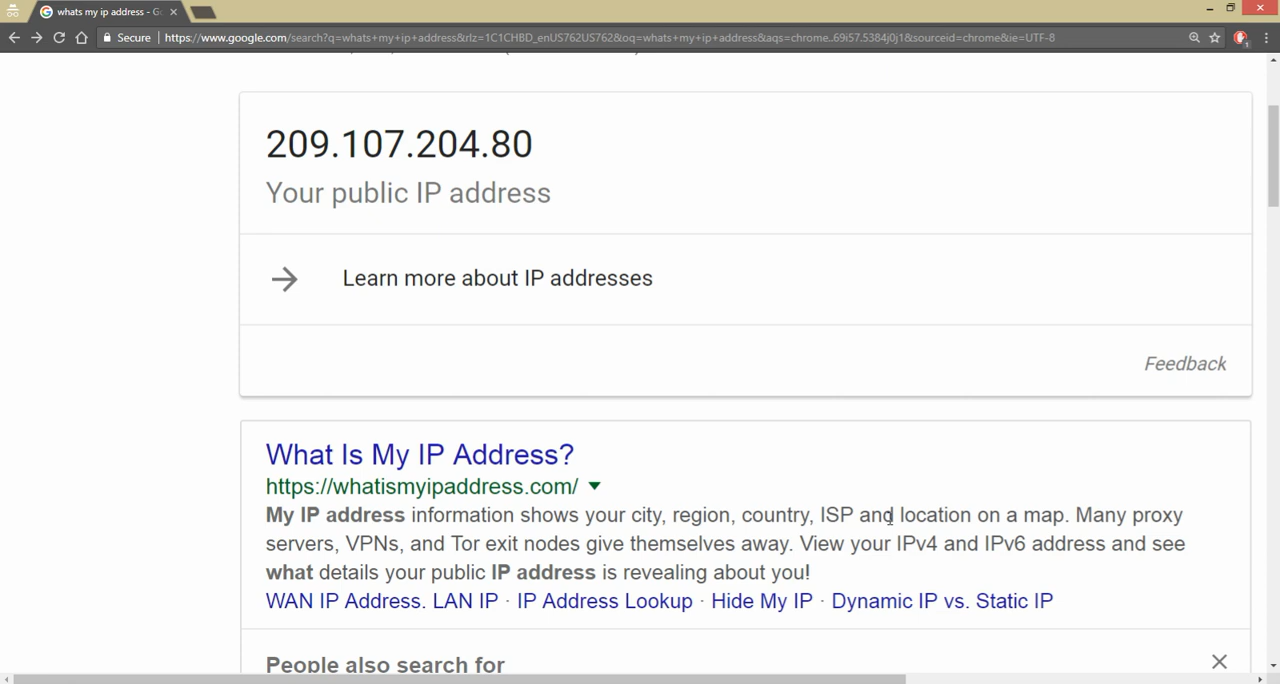 whats my ip address - Go
Secure https://www.google.com/search?q=whats+my+ip+address&rlz=1C1CHBD_enUS762US762&oq=whats+my+ip+address&aqs=chrome..69i57.5384j0j1&sourceid=chrome&ie=UTF-8
1
209.107.204.80
Your public IP address
Learn more about IP addresses
Feedback
What Is My IP Address?
https://whatismyipaddress.com/
My IP address information shows your city, region, country, ISP and location on a map. Many proxy
servers, VPNs, and Tor exit nodes give themselves away. View your IPv4 and IPv6 address and see
what details your public IP address is revealing about you!
WAN IP Address. LAN IP · IP Address Lookup · Hide My IP · Dynamic IP vs. Static IP
People also search for